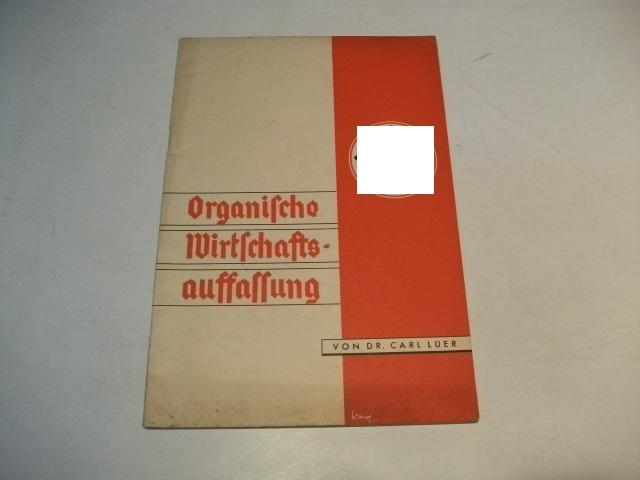 Organische
Wirtschafts-
auffassung
VON DR. CARL LÜER